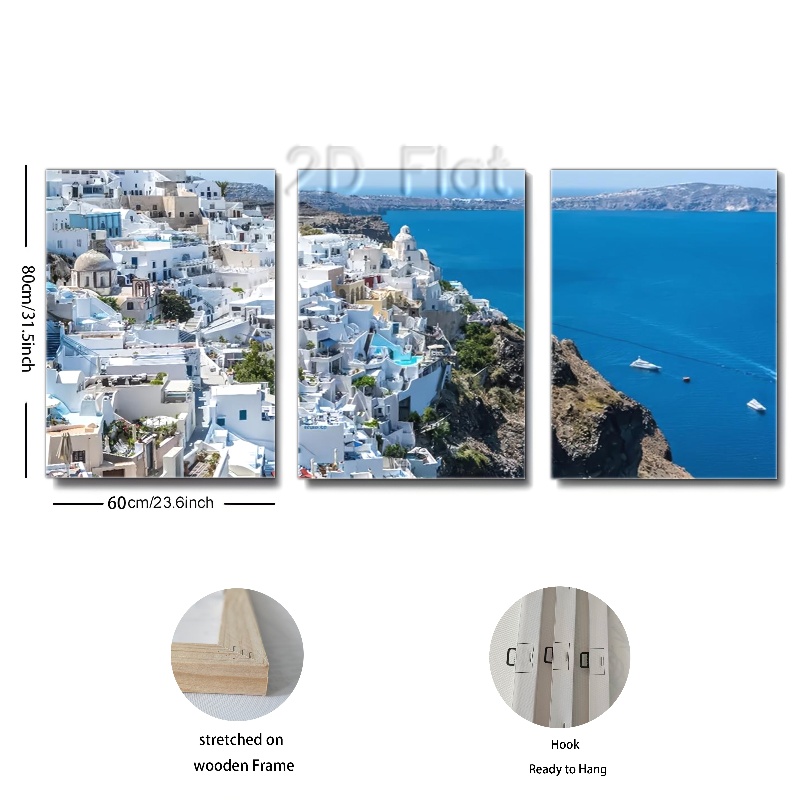 2D Flat
80cm/31.5inch
60cm/23.6inch
stretched on
wooden Frame
Hook
Ready to Hang